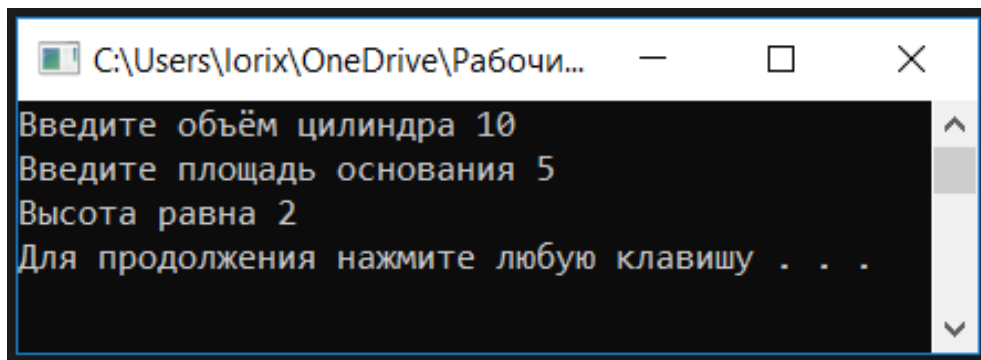 C:\Users\lorix\OneDrive\Рабочи...
Введите объём цилиндра 10
Введите площадь основания 5
Высота равна 2
Для продолжения нажмите любую клавишу . . .